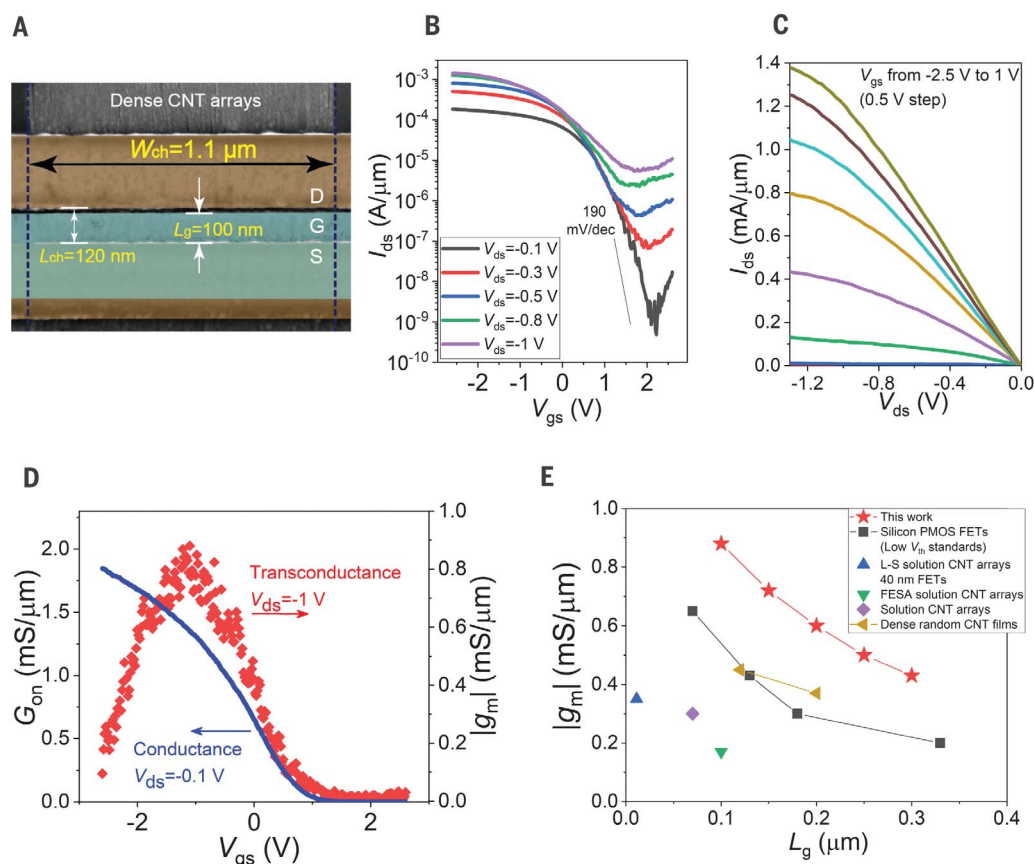 A
Dense CNT arrays
Wch=1.1 μm
D
Lg=100 nm
G
Lch=120 nm
S
B
10⁻³
10⁻⁴
10⁻⁵
10⁻⁶
10⁻⁷
10⁻⁸
10⁻⁹
10⁻¹⁰
Ids (A/μm)
190
mV/dec
Vds=-0.1 V
Vds=-0.3 V
Vds=-0.5 V
Vds=-0.8 V
Vds=-1 V
-2 -1 0 1 2
Vgs (V)
C
1.4
1.2
1.0
0.8
0.6
0.4
0.2
0.0
Ids (mA/μm)
Vgs from -2.5 V to 1 V
(0.5 V step)
-1.2 -0.8 -0.4 0.0
Vds (V)
D
2.0
1.5
1.0
0.5
0.0
Gon (mS/μm)
Transconductance
Vds=-1 V
Conductance
Vds=-0.1 V
1.0
0.8
0.6
0.4
0.2
0.0
|gm| (mS/μm)
-2 0 2
Vgs (V)
E
1.0
0.8
0.6
0.4
0.2
0.0
|gm| (mS/μm)
This work
Silicon PMOS FETs
(Low Vth standards)
L-S solution CNT arrays
40 nm FETs
FESA solution CNT arrays
Solution CNT arrays
Dense random CNT films
0.0 0.1 0.2 0.3 0.4
Lg (μm)